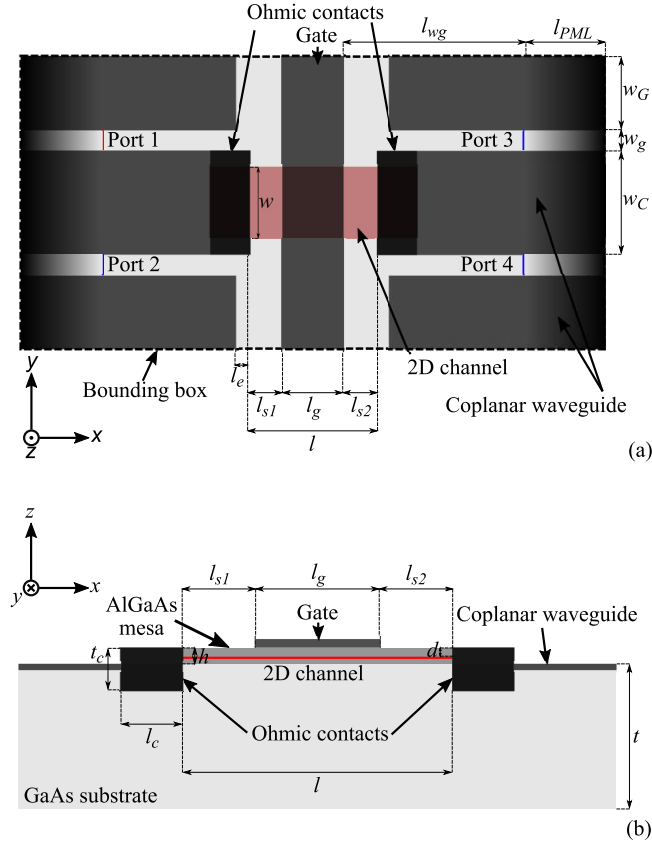 Ohmic contacts
Gate
l_wg
l_PML
w_G
Port 1
Port 3
w_g
w
w_C
Port 2
Port 4
2D channel
Bounding box
Coplanar waveguide
y
z
x
l_e
l_s1
l_g
l_s2
l
(a)
z
y
x
l_s1
l_g
l_s2
AlGaAs
mesa
Gate
Coplanar waveguide
t_c
h
d
2D channel
Ohmic contacts
l_c
t
l
GaAs substrate
(b)